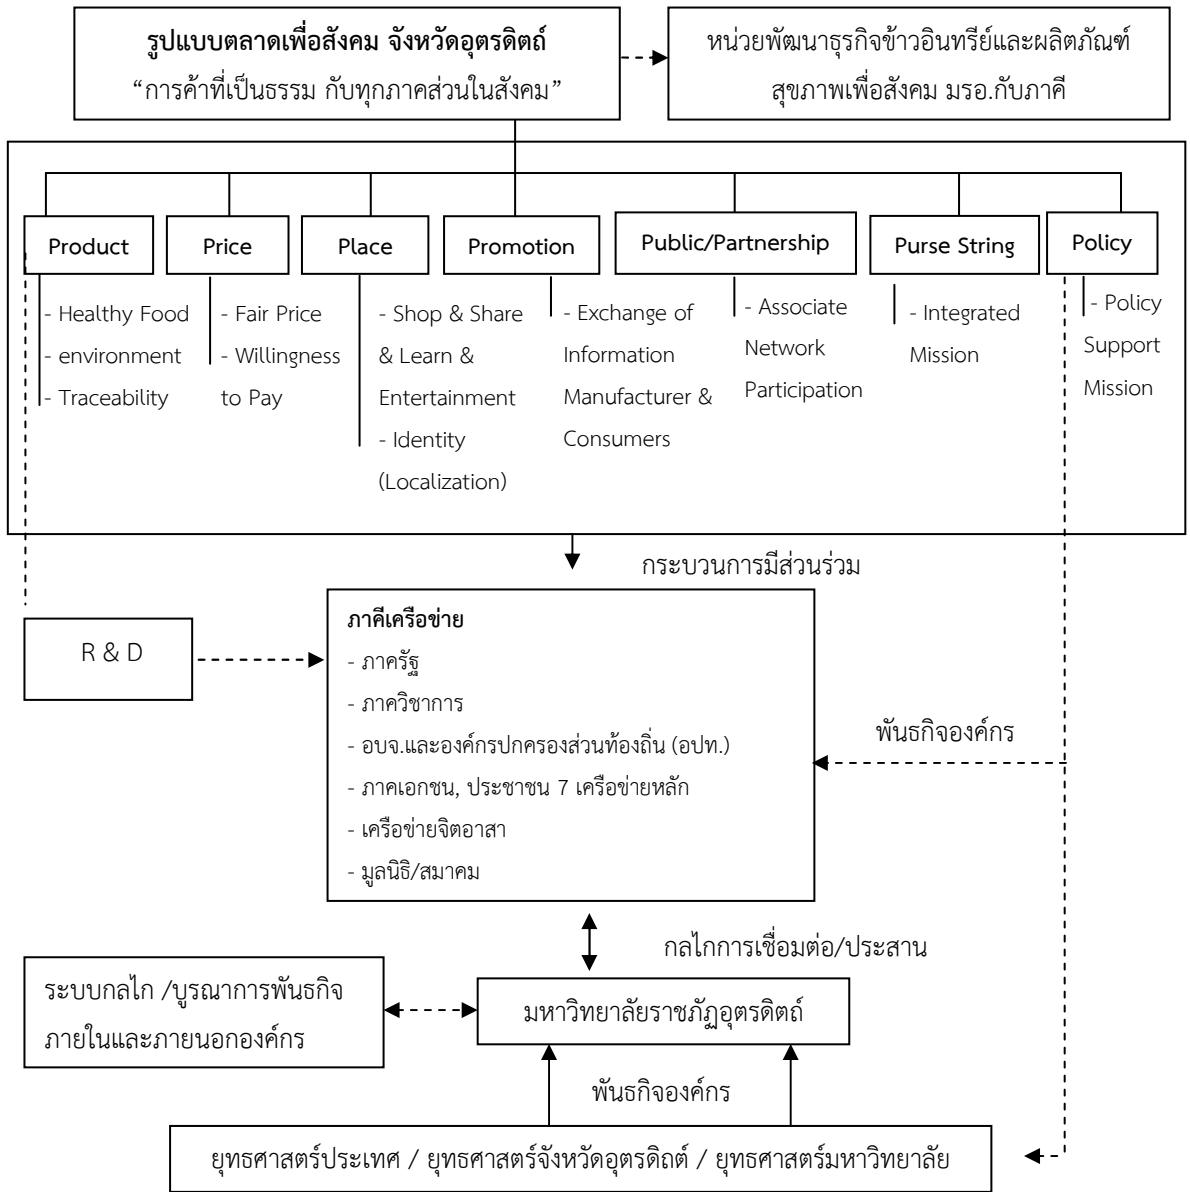 รูปแบบตลาดเพื่อสังคม จังหวัดอุตรดิตถ์
“การค้าที่เป็นธรรม กับทุกภาคส่วนในสังคม”
หน่วยพัฒนาธุรกิจข้าวอินทรีย์และผลิตภัณฑ์
สุขภาพเพื่อสังคม มรอ.กับภาคี
Product
Price
Place
Promotion
Public/Partnership
Purse String
Policy
- Healthy Food
- environment
- Traceability
- Fair Price
- Willingness
to Pay
- Shop & Share
& Learn &
Entertainment
- Identity
(Localization)
- Exchange of
Information
Manufacturer &
Consumers
- Associate
Network
Participation
- Integrated
Mission
- Policy
Support
Mission
กระบวนการมีส่วนร่วม
R & D
ภาคีเครือข่าย
- ภาครัฐ
- ภาควิชาการ
- อบจ.และองค์กรปกครองส่วนท้องถิ่น (อปท.)
- ภาคเอกชน, ประชาชน 7 เครือข่ายหลัก
- เครือข่ายจิตอาสา
- มูลนิธิ/สมาคม
พันธกิจองค์กร
กลไกการเชื่อมต่อ/ประสาน
ระบบกลไก /บูรณาการพันธกิจ
ภายในและภายนอกองค์กร
มหาวิทยาลัยราชภัฏอุตรดิตถ์
พันธกิจองค์กร
ยุทธศาสตร์ประเทศ / ยุทธศาสตร์จังหวัดอุตรดิถต์ / ยุทธศาสตร์มหาวิทยาลัย